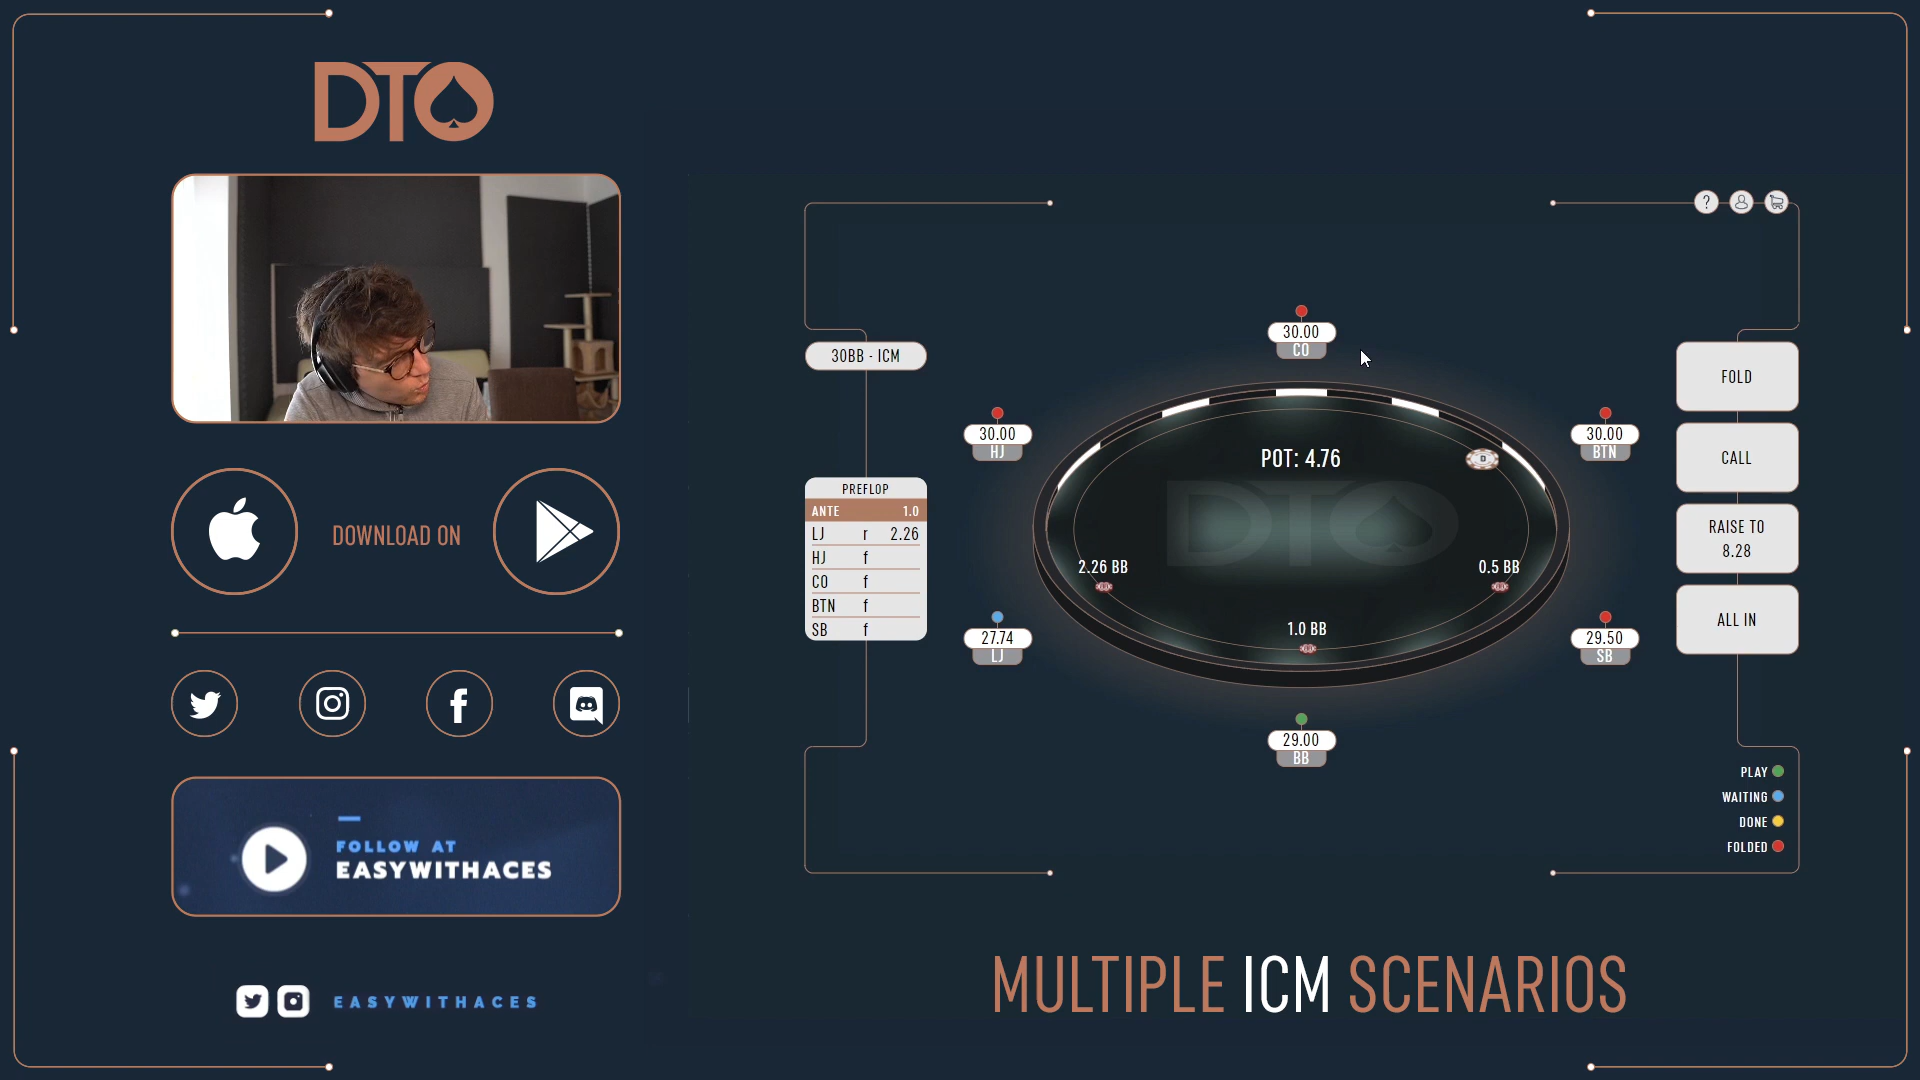 DTO
DOWNLOAD ON
FOLLOW AT
EASYWITHACES
EASYWITHACES
?
30BB - ICM
PREFLOP
ANTE 1.0
LJ r 2.26
HJ f
CO f
BTN f
SB f
30.00
CO
30.00
HJ
30.00
BTN
POT: 4.76
DTO
2.26 BB
0.5 BB
1.0 BB
27.74
LJ
29.50
SB
29.00
BB
FOLD
CALL
RAISE TO
8.28
ALL IN
PLAY
WAITING
DONE
FOLDED
MULTIPLE ICM SCENARIOS